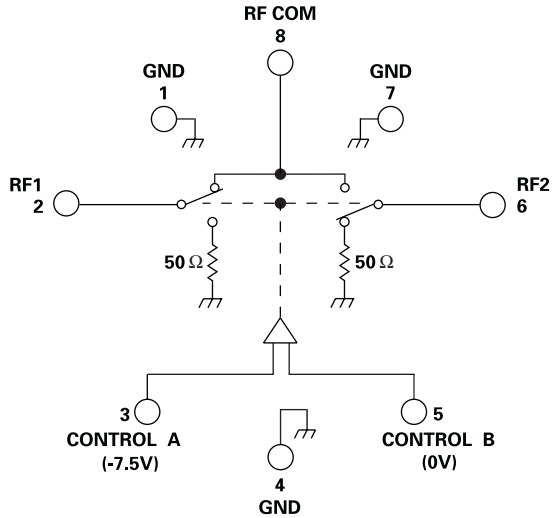 RF COM
8
GND
1
GND
7
RF1
2
RF2
6
50 Ω
50 Ω
3
CONTROL A
(-7.5V)
5
CONTROL B
(0V)
4
GND